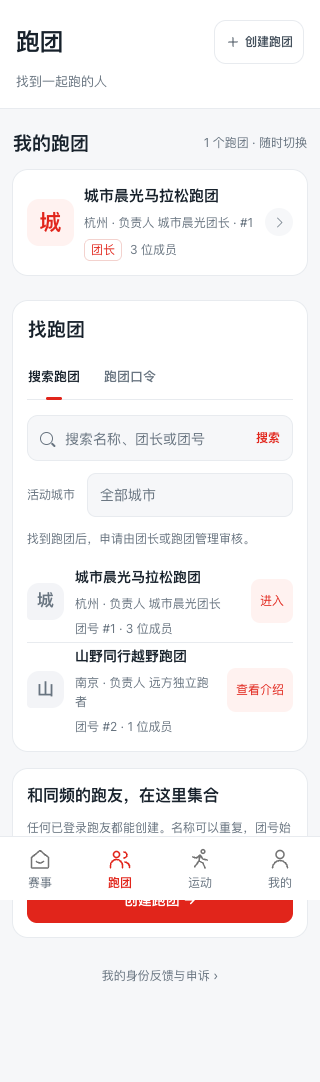 跑团
+ 创建跑团
找到一起跑的人
我的跑团
1 个跑团 · 随时切换
城
城市晨光马拉松跑团
杭州 · 负责人 城市晨光团长 · #1
团长 3 位成员
找跑团
搜索跑团 跑团口令
搜索名称、团长或团号 搜索
活动城市 全部城市
找到跑团后，申请由团长或跑团管理审核。
城
城市晨光马拉松跑团
杭州 · 负责人 城市晨光团长
团号 #1 · 3 位成员
进入
山
山野同行越野跑团
南京 · 负责人 远方独立跑
者
团号 #2 · 1 位成员
查看介绍
和同频的跑友，在这里集合
任何已登录跑友都能创建。名称可以重复，团号始
赛事 跑团 运动 我的
创建跑团 →
我的身份反馈与申诉 ›